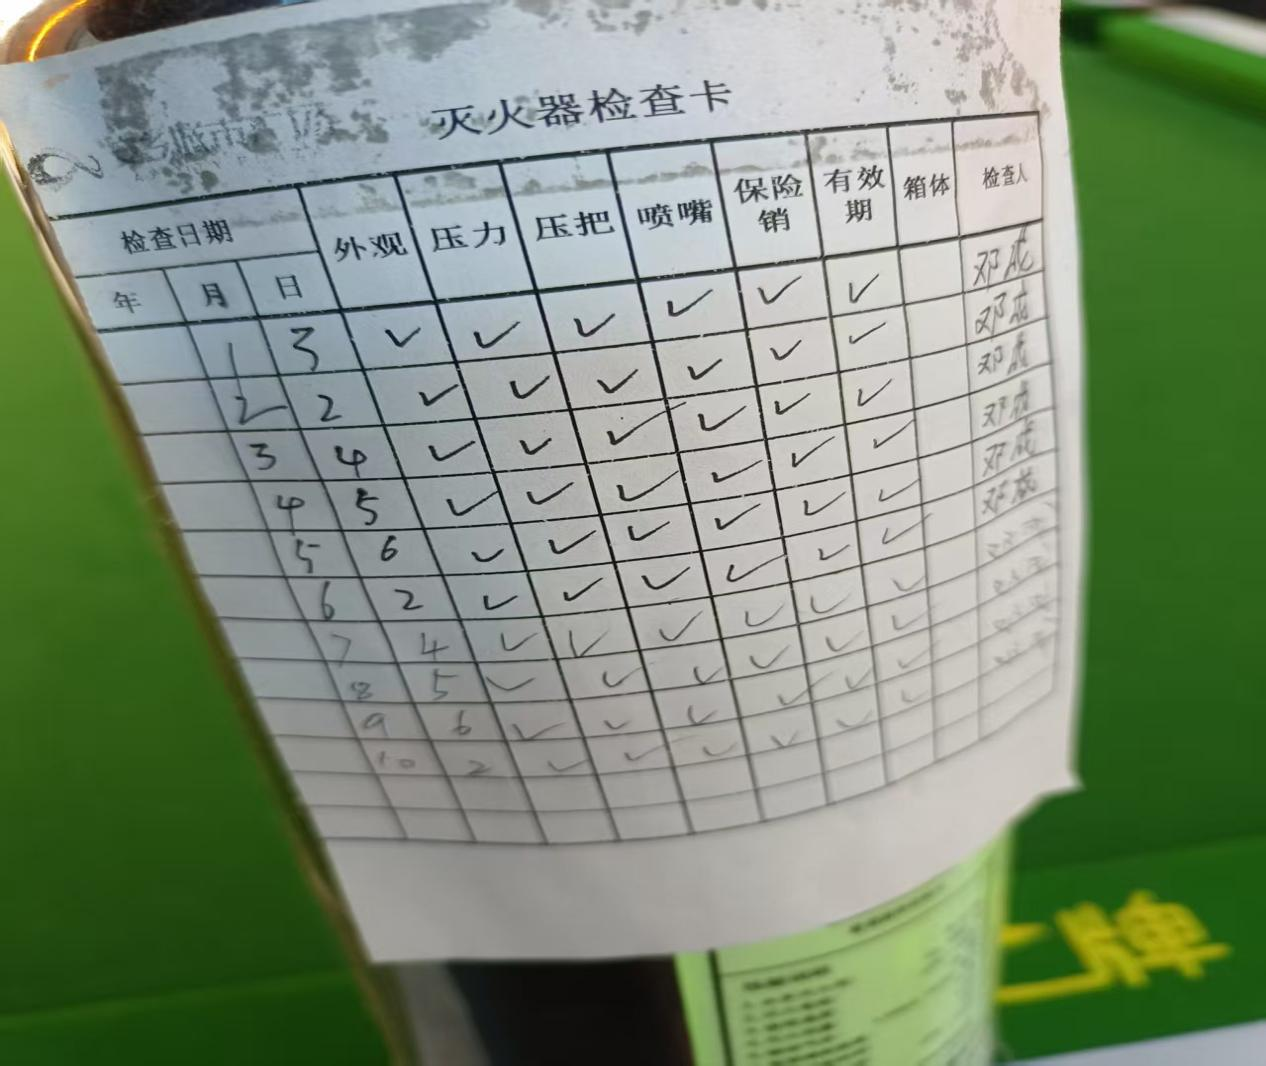 灭火器检查卡
检查日期 外观 压力 压把 喷嘴 保险销 有效期 箱体 检查人
年 月 日
1 3 ✓ ✓ ✓ ✓ ✓ ✓ 邓成
2 2 ✓ ✓ ✓ ✓ ✓ ✓ 邓成
3 4 ✓ ✓ ✓ ✓ ✓ ✓ 邓成
4 5 ✓ ✓ ✓ ✓ ✓ ✓ 邓成
5 6 ✓ ✓ ✓ ✓ ✓ ✓ 邓成
6 2 ✓ ✓ ✓ ✓ ✓ ✓ 邓成
7 4 ✓ ✓ ✓ ✓ ✓ ✓
8 5 ✓ ✓ ✓ ✓ ✓ ✓
9 6 ✓ ✓ ✓ ✓ ✓ ✓
10 2 ✓ ✓ ✓ ✓ ✓ ✓
牌